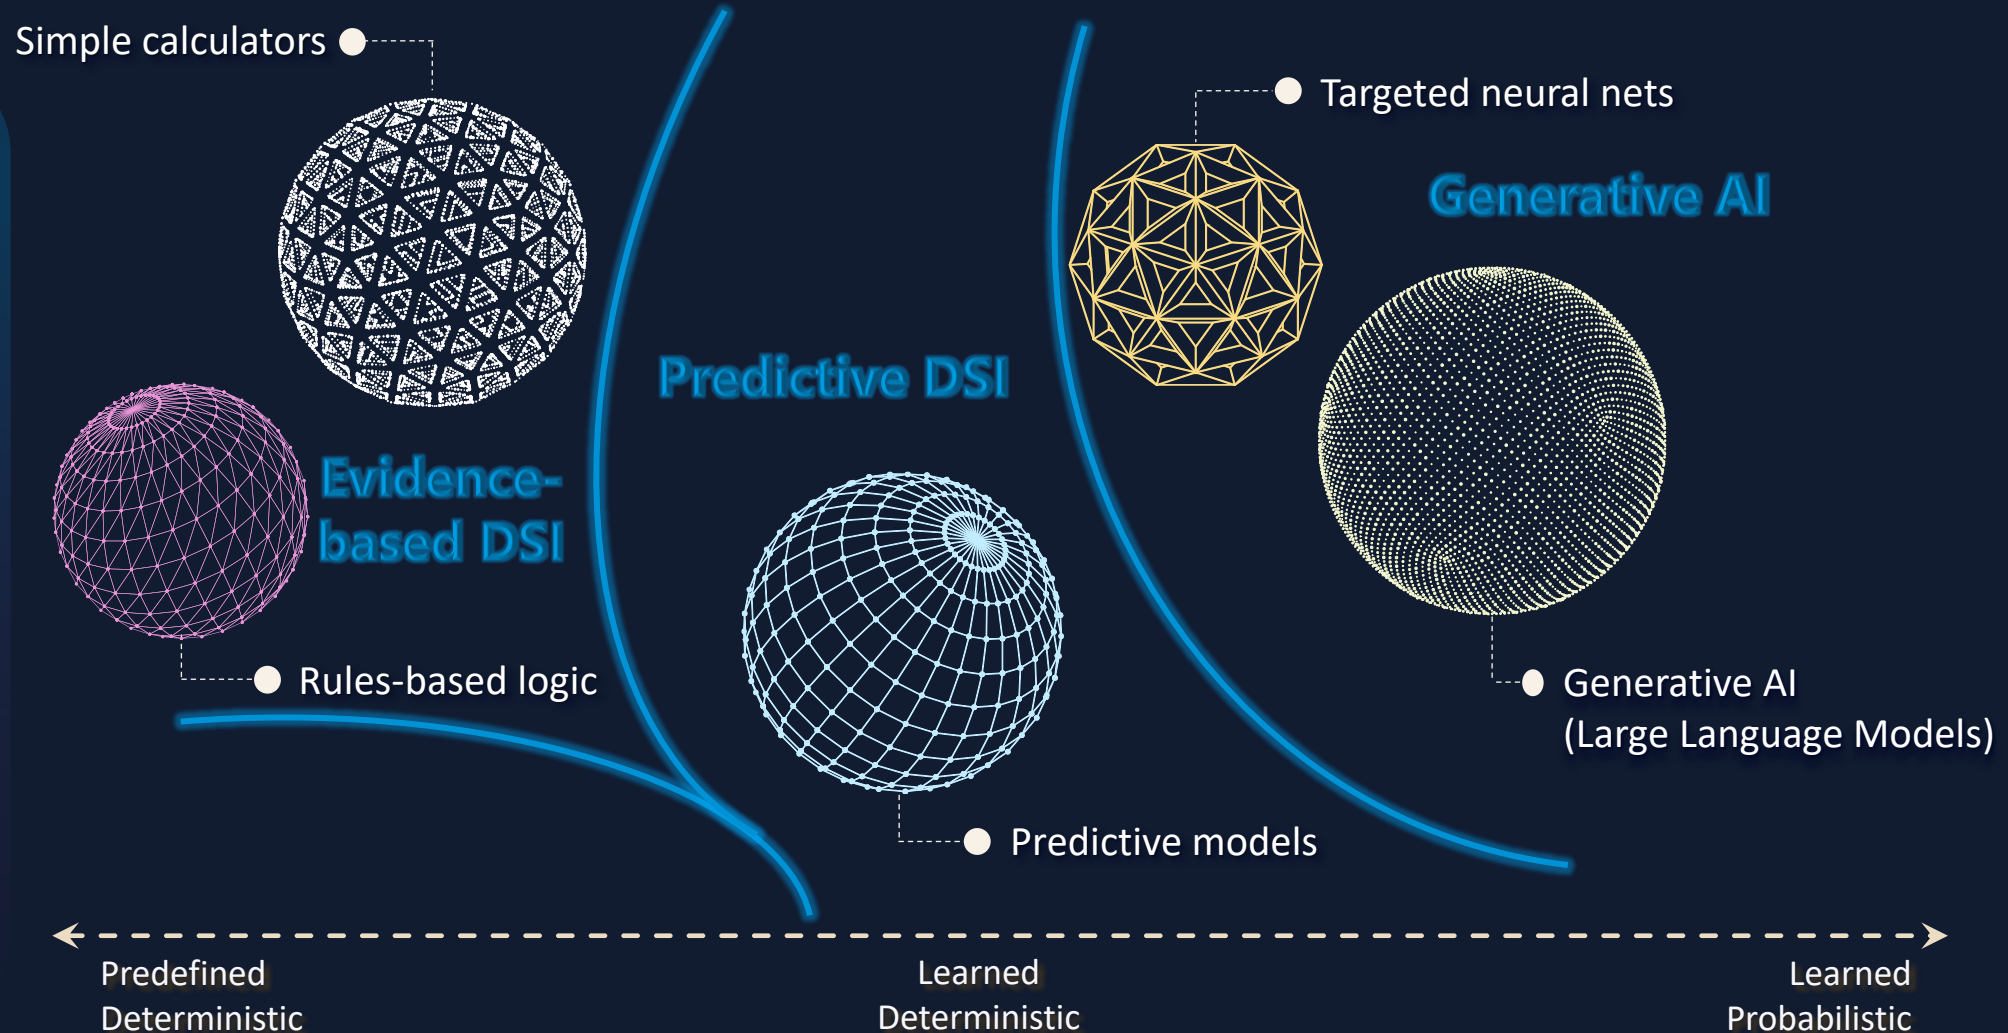 Simple calculators
Targeted neural nets
Generative AI
Predictive DSI
Evidence-
based DSI
Rules-based logic
Generative AI
(Large Language Models)
Predictive models
Predefined
Deterministic
Learned
Deterministic
Learned
Probabilistic